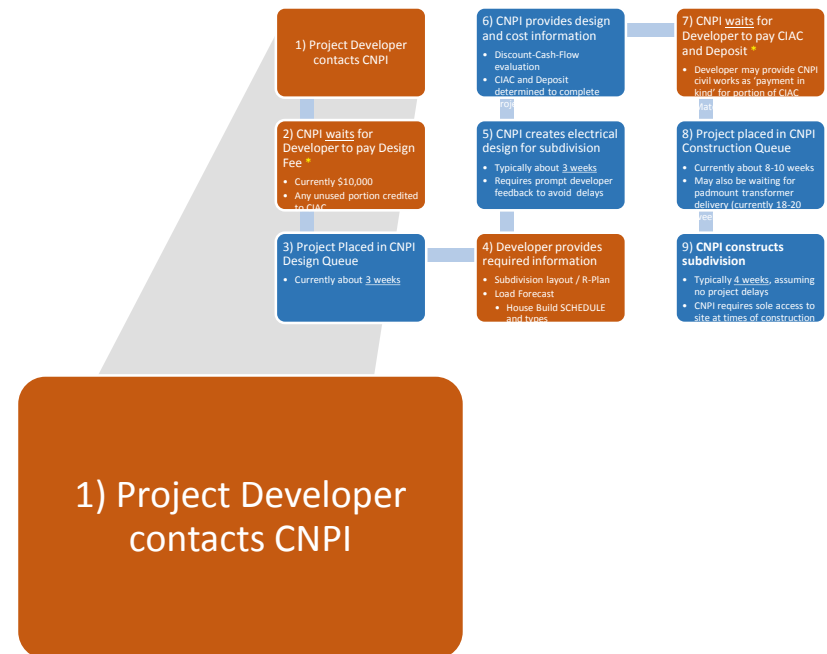 1) Project Developer
contacts CNPI
2) CNPI waits for
Developer to pay Design
Fee *
• Currently $10,000
• Any unused portion credited
to CIAC
3) Project Placed in CNPI
Design Queue
• Currently about 3 weeks
4) Developer provides
required information
• Subdivision layout / R-Plan
• Load Forecast
• House Build SCHEDULE
and types
5) CNPI creates electrical
design for subdivision
• Typically about 3 weeks
• Requires prompt developer
feedback to avoid delays
6) CNPI provides design
and cost information
• Discount-Cash-Flow
evaluation
• CIAC and Deposit
determined to complete
7) CNPI waits for
Developer to pay CIAC
and Deposit *
• Developer may provide CNPI
civil works as 'payment in
kind' for portion of CIAC
8) Project placed in CNPI
Construction Queue
• Currently about 8-10 weeks
• May also be waiting for
padmount transformer
delivery (currently 18-20
9) CNPI constructs
subdivision
• Typically 4 weeks, assuming
no project delays
• CNPI requires sole access to
site at times of construction
1) Project Developer
contacts CNPI